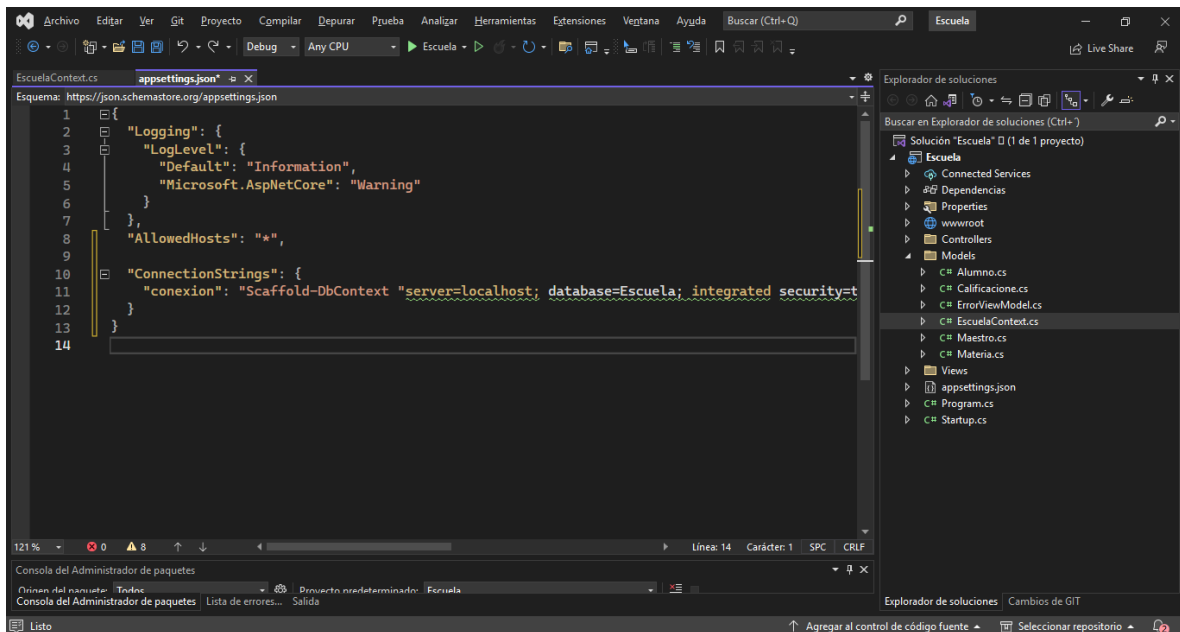 Archivo Editar Ver Git Proyecto Compilar Depurar Prueba Analizar Herramientas Extensiones Ventana Ayuda Buscar (Ctrl+Q) Escuela
Debug Any CPU Escuela Live Share
EscuelaContext.cs appsettings.json*
Esquema: https://json.schemastore.org/appsettings.json
1 {
2 "Logging": {
3 "LogLevel": {
4 "Default": "Information",
5 "Microsoft.AspNetCore": "Warning"
6 }
7 },
8 "AllowedHosts": "*",
9
10 "ConnectionStrings": {
11 "conexion": "Scaffold-DbContext "server=localhost; database=Escuela; integrated security=t
12 }
13 }
14
121 % 0 8 Línea: 14 Carácter: 1 SPC CRLF
Consola del Administrador de paquetes
Origen del paquete: Todos Proyecto predeterminado: Escuela
Consola del Administrador de paquetes Lista de errores... Salida
Explorador de soluciones
Buscar en Explorador de soluciones (Ctrl+´)
Solución "Escuela" (1 de 1 proyecto)
Escuela
Connected Services
Dependencias
Properties
wwwroot
Controllers
Models
C# Alumno.cs
C# Calificacione.cs
C# ErrorViewModel.cs
C# EscuelaContext.cs
C# Maestro.cs
C# Materia.cs
Views
appsettings.json
C# Program.cs
C# Startup.cs
Explorador de soluciones Cambios de GIT
Listo Agregar al control de código fuente Seleccionar repositorio 2